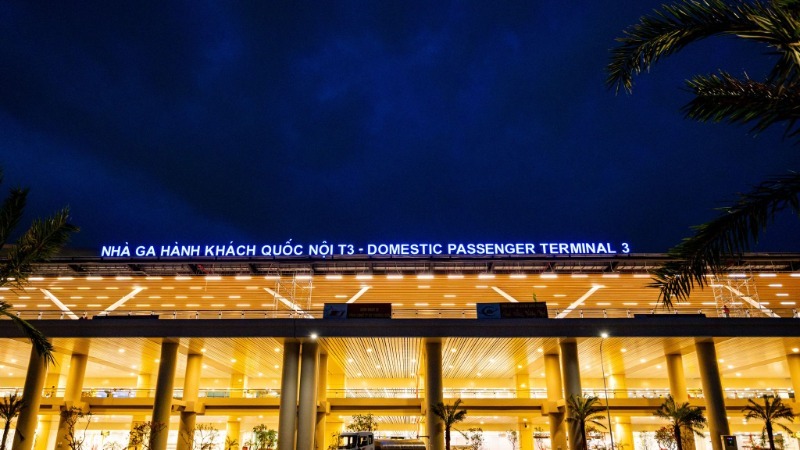 NHÀ GA HÀNH KHÁCH QUỐC NỘI T3 - DOMESTIC PASSENGER TERMINAL 3